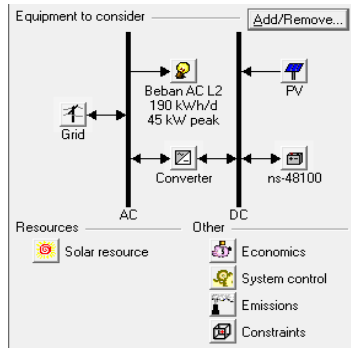 Equipment to consider
Add/Remove...
Beban AC L2
190 kWh/d
45 kW peak
PV
Grid
Converter
ns-48100
AC
DC
Resources
Other
Solar resource
Economics
System control
Emissions
Constraints